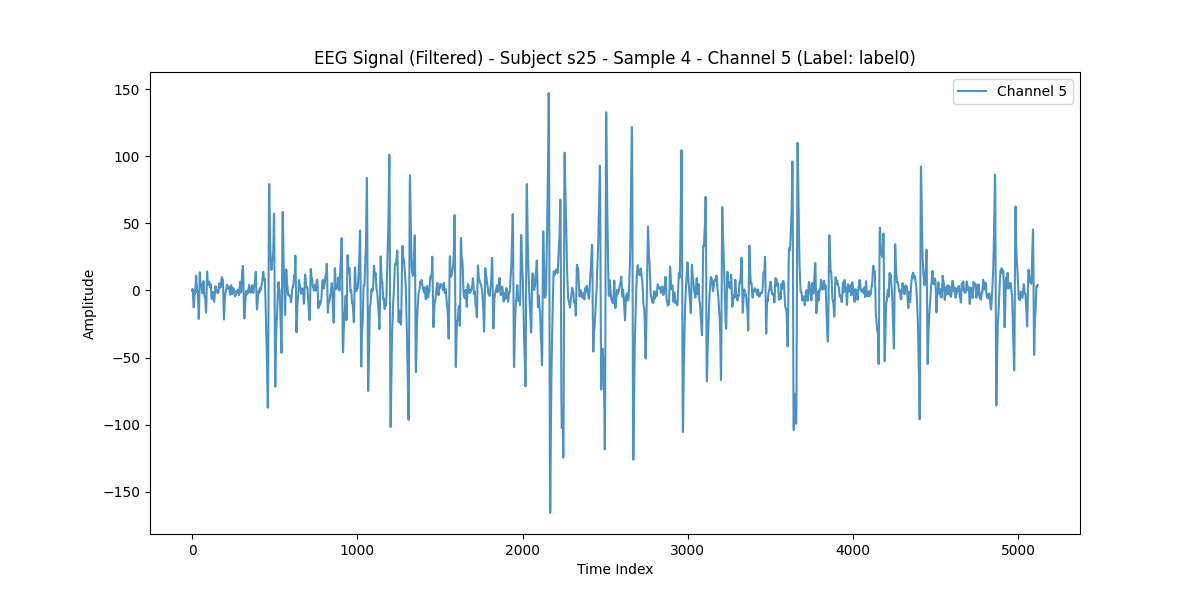 EEG Signal (Filtered) - Subject s25 - Sample 4 - Channel 5 (Label: label0)
Channel 5
150
100
50
0
−50
−100
−150
Amplitude
0 1000 2000 3000 4000 5000
Time Index